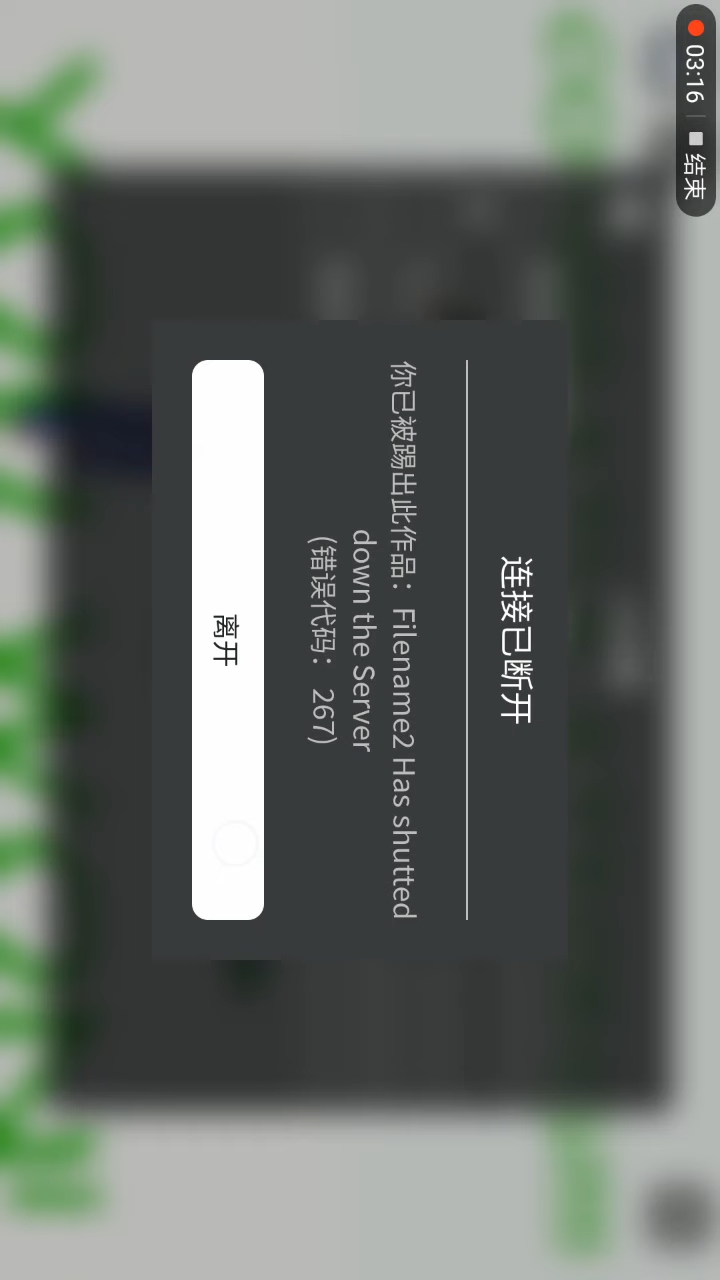 03:16 结束
连接已断开
你已被踢出此作品：Filename2 Has shutted
down the Server
(错误代码：267)
离开